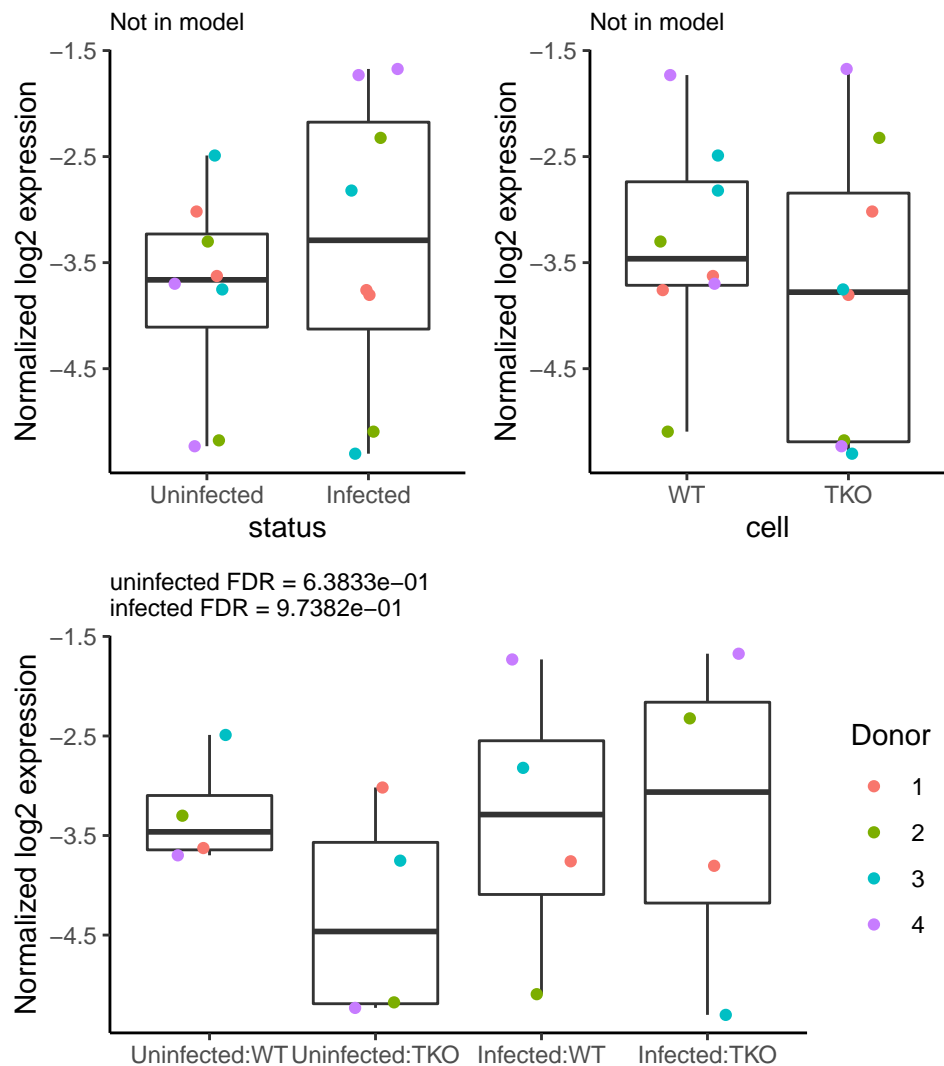 Not in model
−1.5
−2.5
−3.5
−4.5
Normalized log2 expression
Uninfected
Infected
status
Not in model
−1.5
−2.5
−3.5
−4.5
Normalized log2 expression
WT
TKO
cell
uninfected FDR = 6.3833e−01
infected FDR = 9.7382e−01
−1.5
−2.5
−3.5
−4.5
Normalized log2 expression
Uninfected:WT
Uninfected:TKO
Infected:WT
Infected:TKO
Donor
1
2
3
4